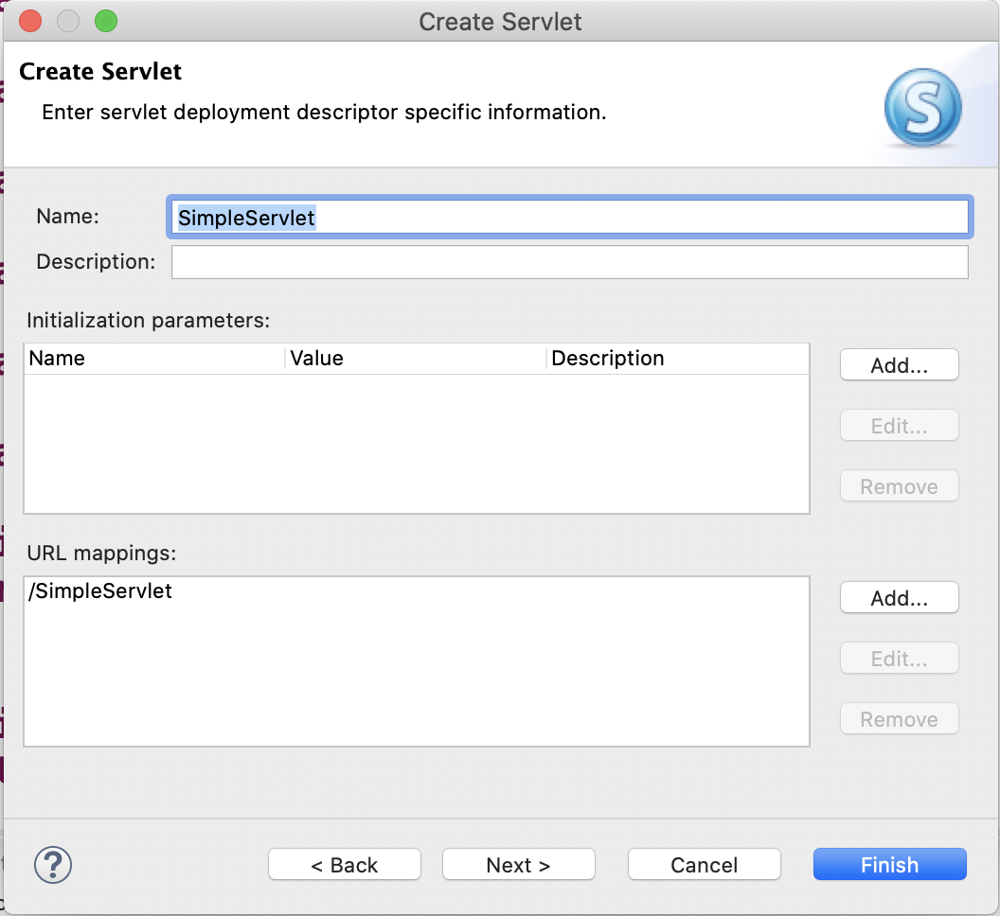 Create Servlet
Create Servlet
Enter servlet deployment descriptor specific information.
S
Name: SimpleServlet
Description:
Initialization parameters:
Name Value Description
Add...
Edit...
Remove
URL mappings:
/SimpleServlet
Add...
Edit...
Remove
? < Back Next > Cancel Finish